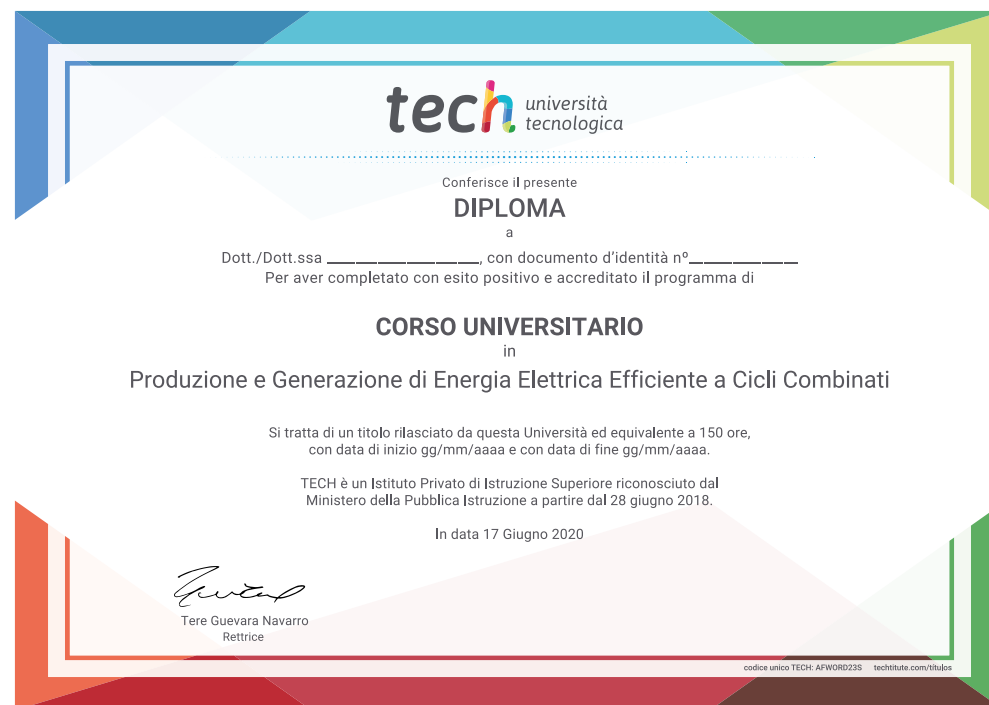 tech università
tecnologica
Conferisce il presente
DIPLOMA
a
Dott./Dott.ssa ________________, con documento d'identità nº____________
Per aver completato con esito positivo e accreditato il programma di
CORSO UNIVERSITARIO
in
Produzione e Generazione di Energia Elettrica Efficiente a Cicli Combinati
Si tratta di un titolo rilasciato da questa Università ed equivalente a 150 ore,
con data di inizio gg/mm/aaaa e con data di fine gg/mm/aaaa.
TECH è un Istituto Privato di Istruzione Superiore riconosciuto dal
Ministero della Pubblica Istruzione a partire dal 28 giugno 2018.
In data 17 Giugno 2020
Tere Guevara Navarro
Rettrice
codice unico TECH: AFWORD23S techtitute.com/titulos